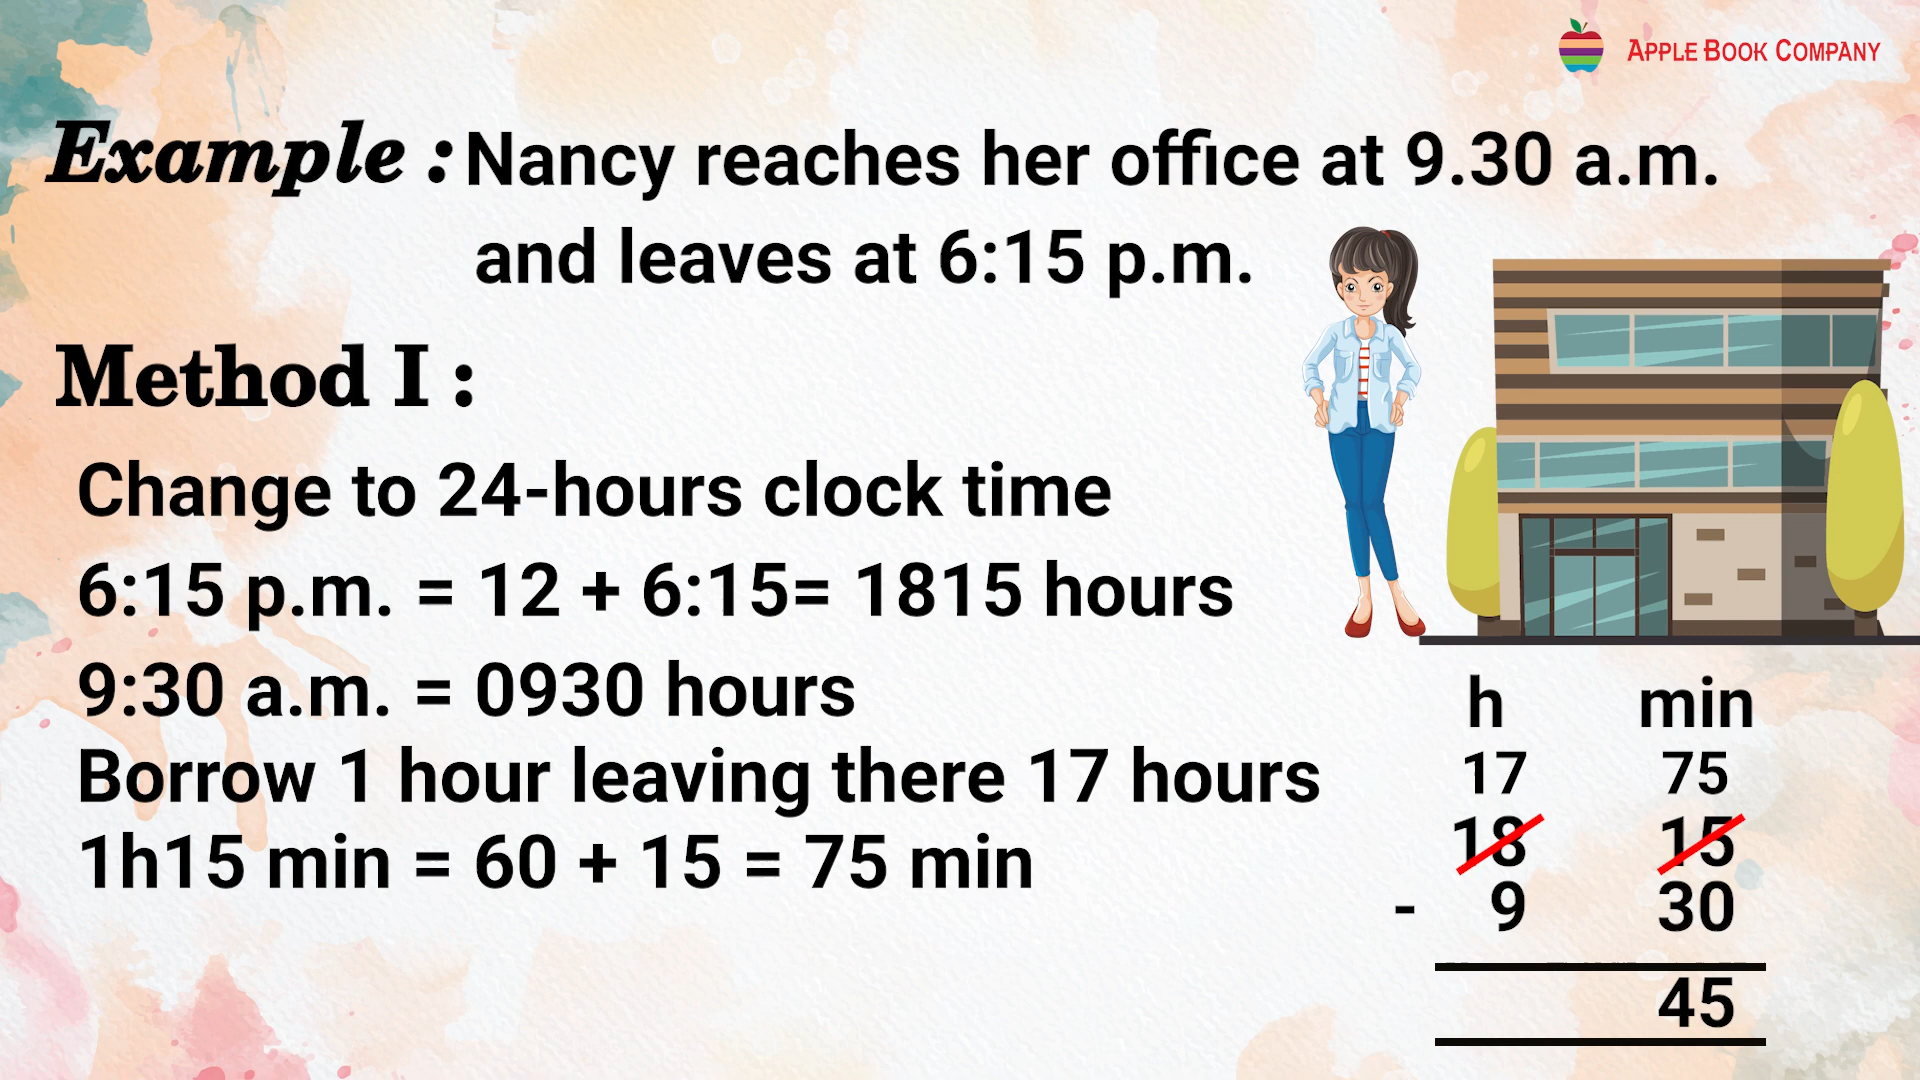 APPLE BOOK COMPANY
Example : Nancy reaches her office at 9.30 a.m.
and leaves at 6:15 p.m.
Method I :
Change to 24-hours clock time
6:15 p.m. = 12 + 6:15= 1815 hours
9:30 a.m. = 0930 hours
Borrow 1 hour leaving there 17 hours
1h15 min = 60 + 15 = 75 min
h min
17 75
18 15
- 9 30
45